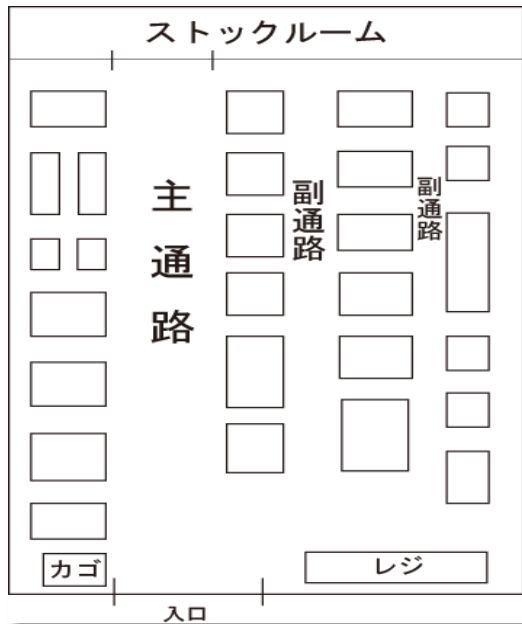 ストックルーム
主通路
副通路
副通路
カゴ
レジ
入口